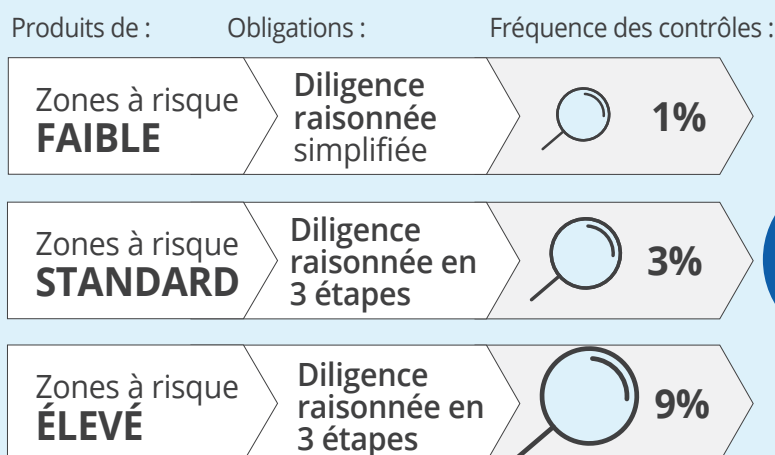 Produits de :
Obligations :
Fréquence des contrôles :
Zones à risque
FAIBLE
Diligence
raisonnée
simplifiée
1%
Zones à risque
STANDARD
Diligence
raisonnée en
3 étapes
3%
Zones à risque
ÉLEVÉ
Diligence
raisonnée en
3 étapes
9%